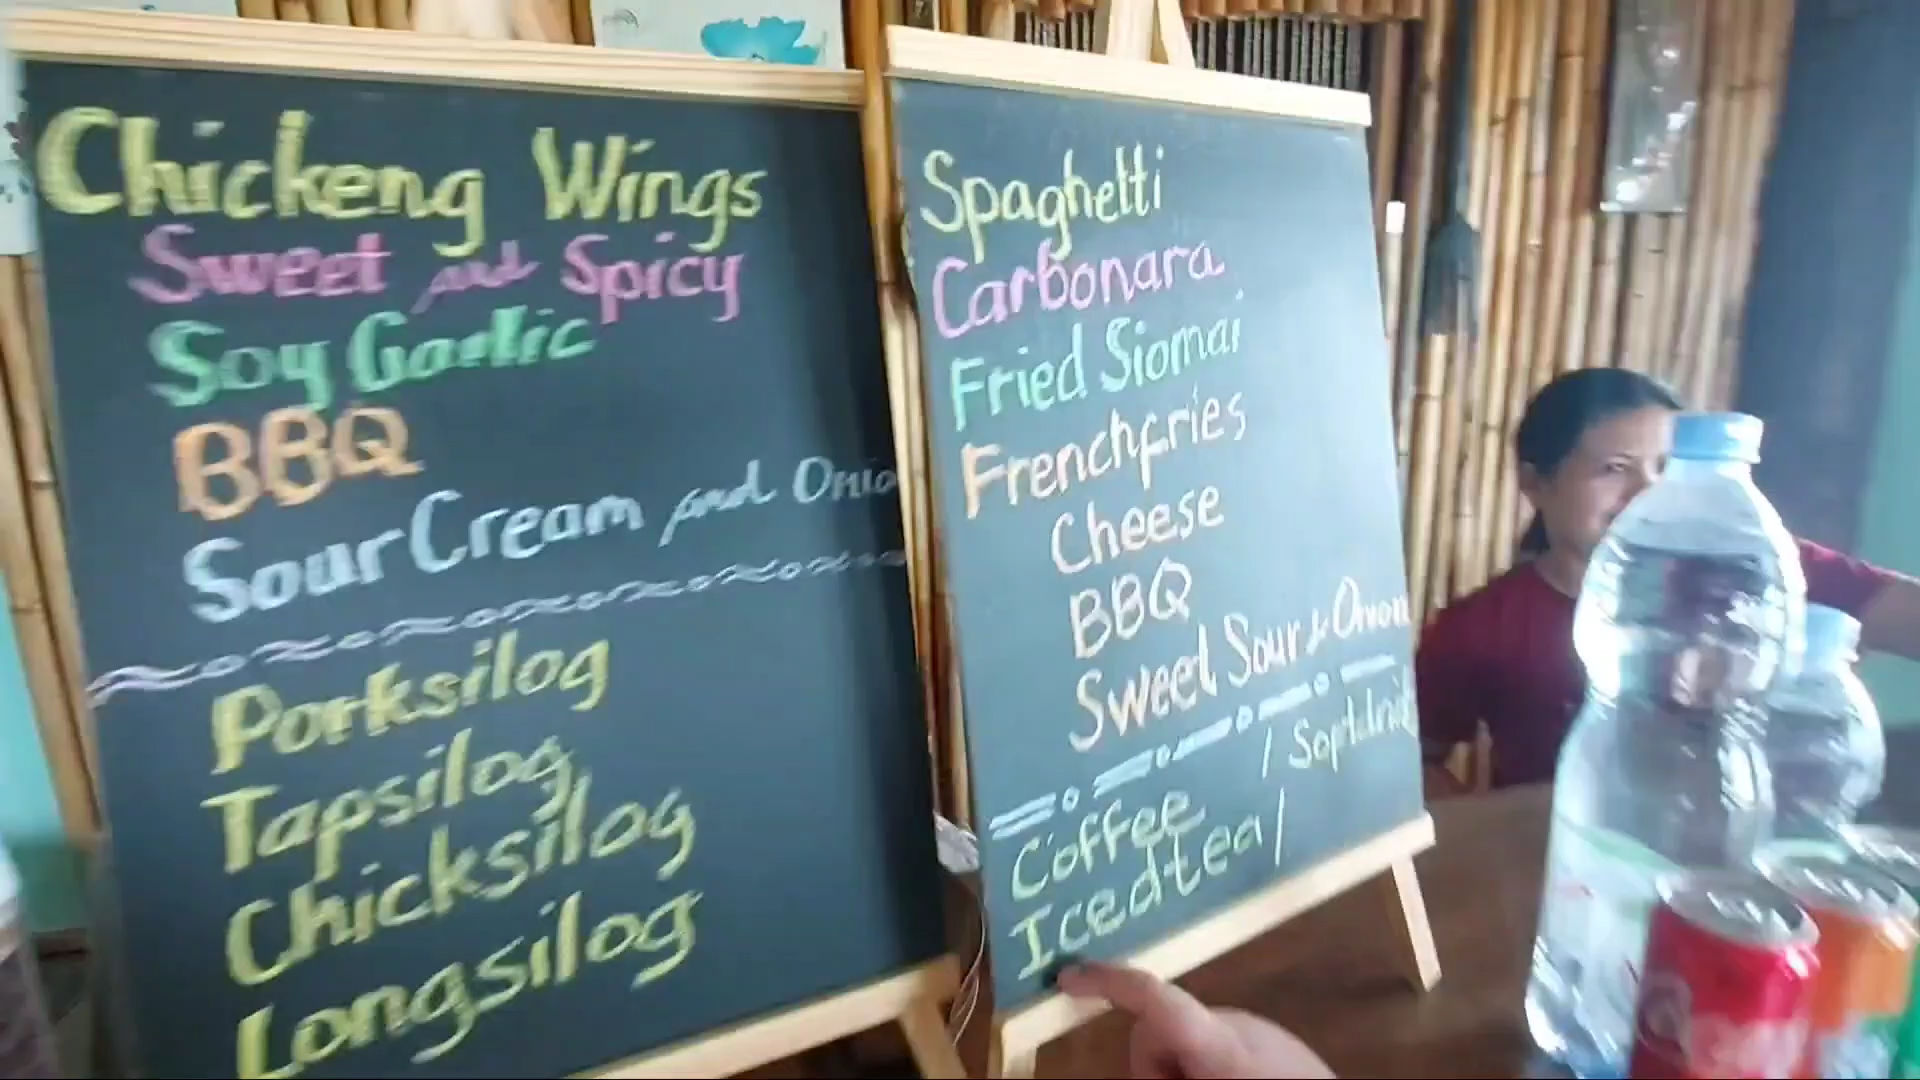 Chickeng Wings
Sweet and Spicy
Soy Garlic
BBQ
Sour Cream and Onio
Porksilog
Tapsilog
Chicksilog
Longsilog
Spaghetti
Carbonara
Fried Siomai
Frenchfries
Cheese
BBQ
Sweet Sour & Onion
Coffee /
Icedtea /